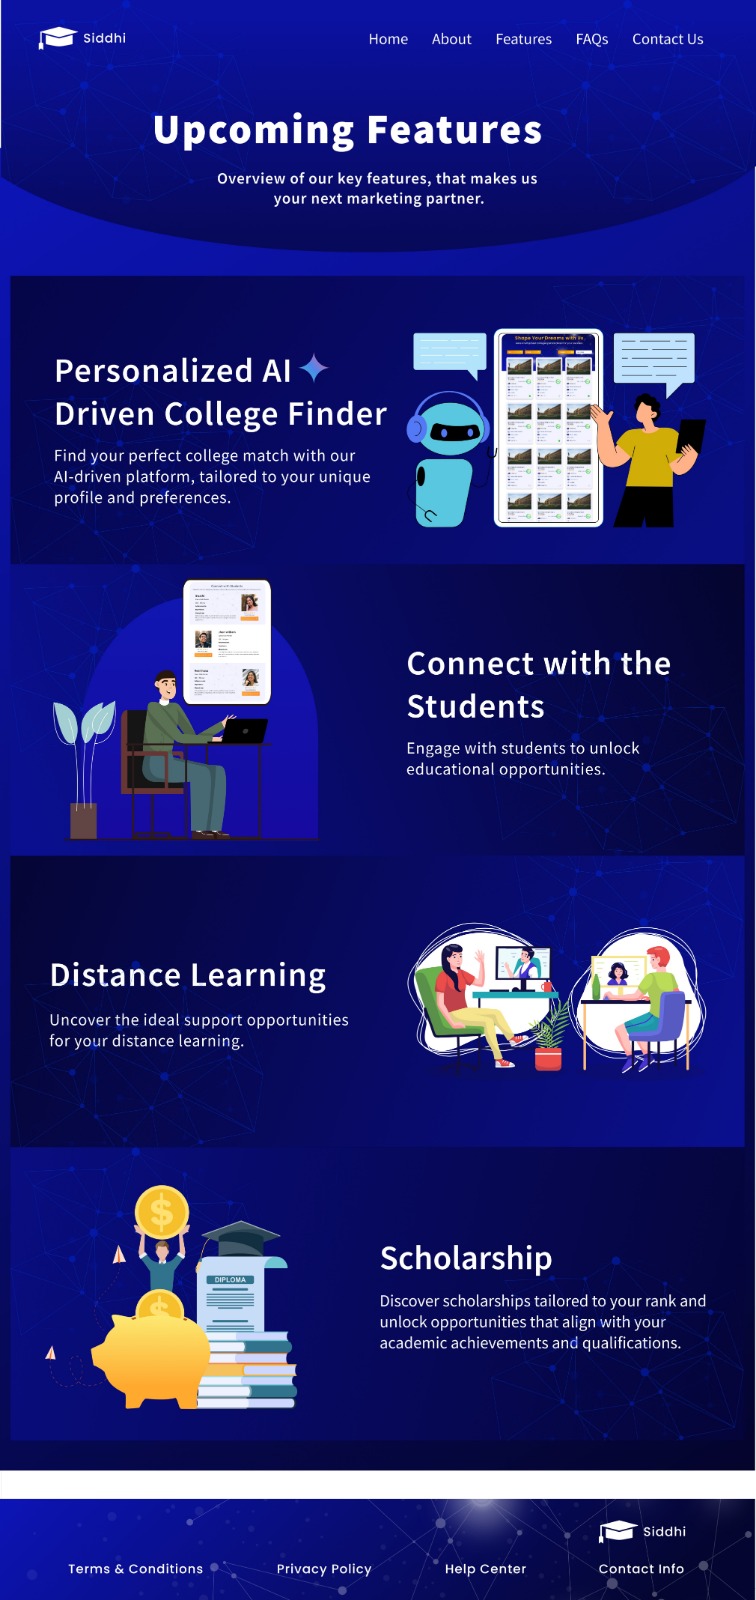 Siddhi
Home About Features FAQs Contact Us
Upcoming Features
Overview of our key features, that makes us
your next marketing partner.
Personalized AI
Driven College Finder
Find your perfect college match with our
AI-driven platform, tailored to your unique
profile and preferences.
Shape Your Dreams with Us
Connect with the
Students
Engage with students to unlock
educational opportunities.
Distance Learning
Uncover the ideal support opportunities
for your distance learning.
DIPLOMA
Scholarship
Discover scholarships tailored to your rank and
unlock opportunities that align with your
academic achievements and qualifications.
Siddhi
Terms & Conditions Privacy Policy Help Center Contact Info